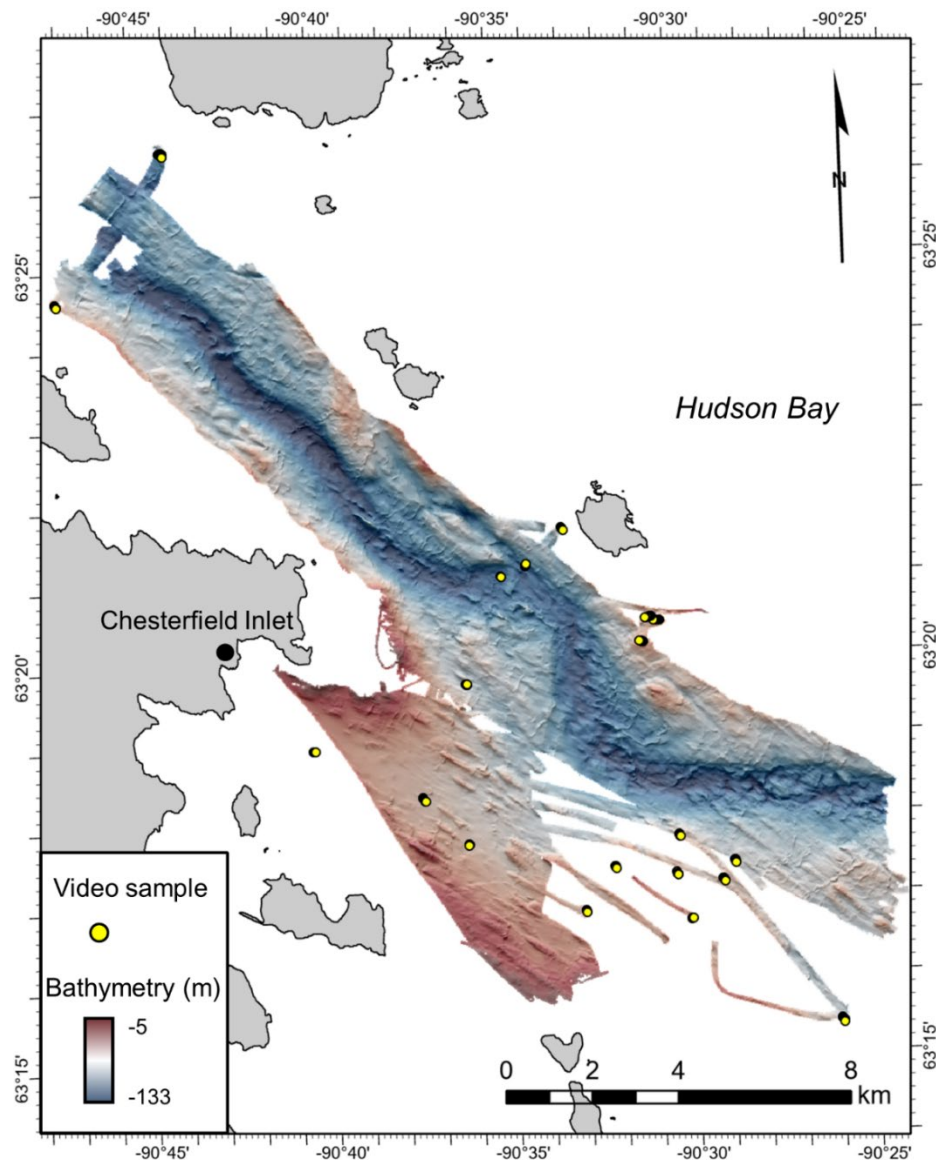 -90°45' -90°40' -90°35' -90°30' -90°25'
N
63°25' 63°25'
Hudson Bay
Chesterfield Inlet
63°20' 63°20'
Video sample
Bathymetry (m)
-5
-133
63°15' 63°15'
0 2 4 8
km
-90°45' -90°40' -90°35' -90°30' -90°25'